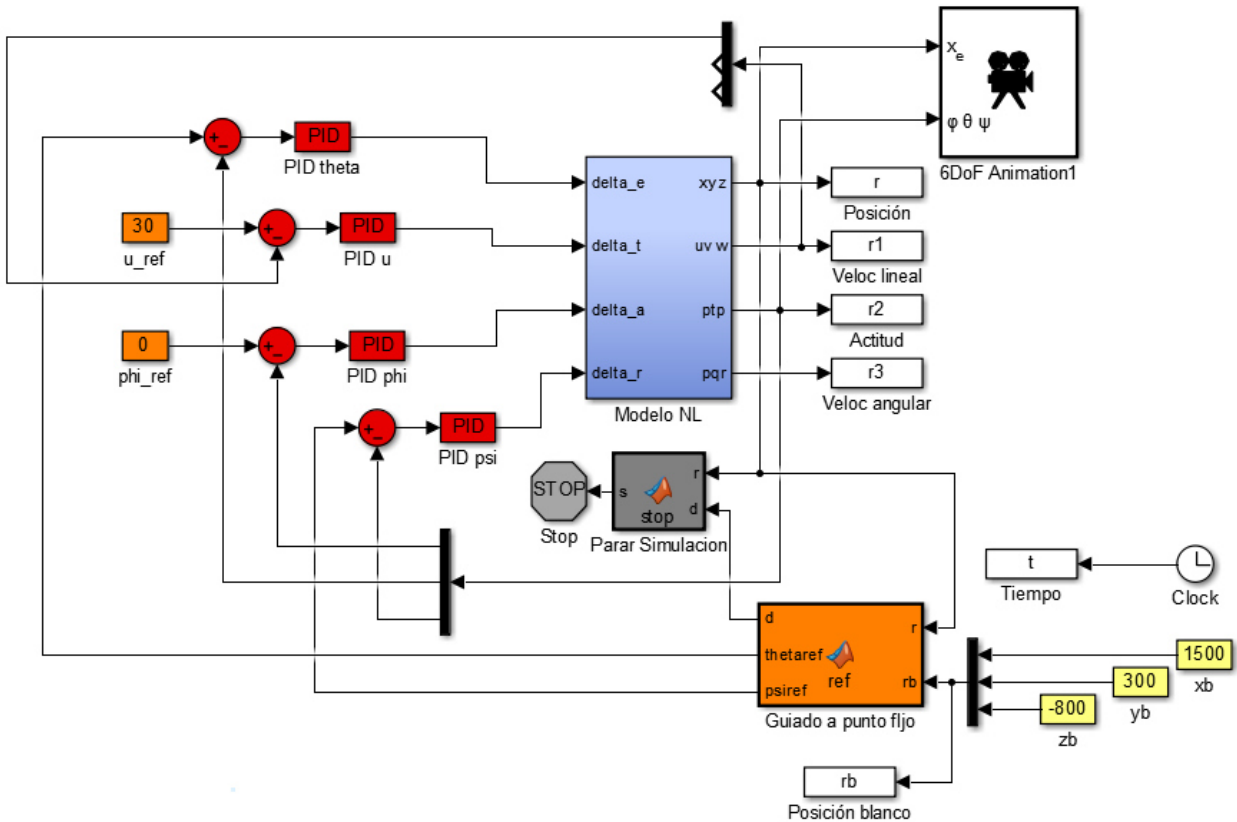 x_e
φ θ ψ
6DoF Animation1
+
−
PID
PID theta
delta_e
xyz
r
Posición
30
u_ref
+
−
PID
PID u
delta_t
uvw
r1
Veloc lineal
0
phi_ref
+
−
PID
PID phi
delta_a
ptp
r2
Actitud
delta_r
pqr
r3
Veloc angular
Modelo NL
+
−
PID
PID psi
STOP
Stop
s
stop
r
d
Parar Simulacion
t
Tiempo
Clock
d
thetaref
psiref
ref
r
rb
Guiado a punto fIjo
1500
xb
300
yb
-800
zb
rb
Posición blanco